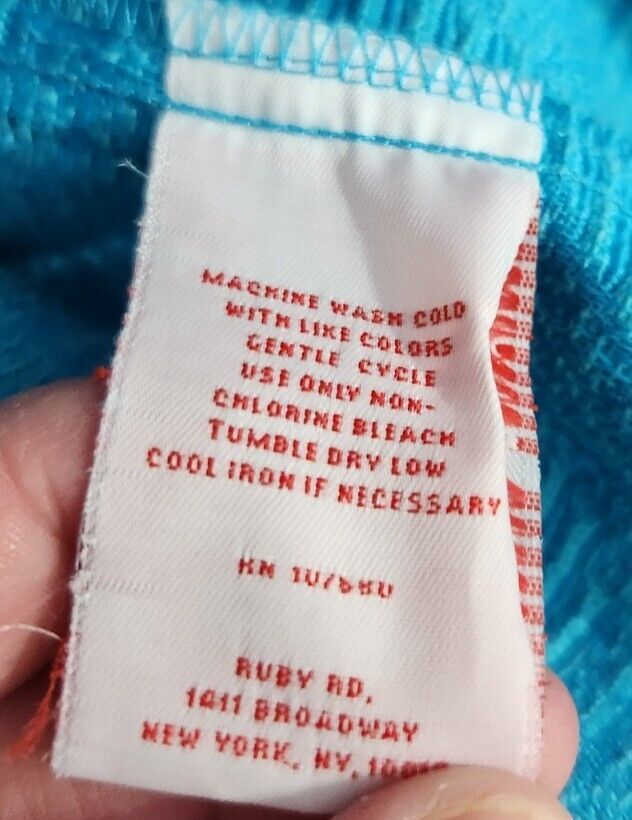 MACHINE WASH COLD
WITH LIKE COLORS
GENTLE CYCLE
USE ONLY NON-
CHLORINE BLEACH
TUMBLE DRY LOW
COOL IRON IF NECESSARY
RN
RUBY RD.
1411 BROADWAY
NEW YORK, NY,